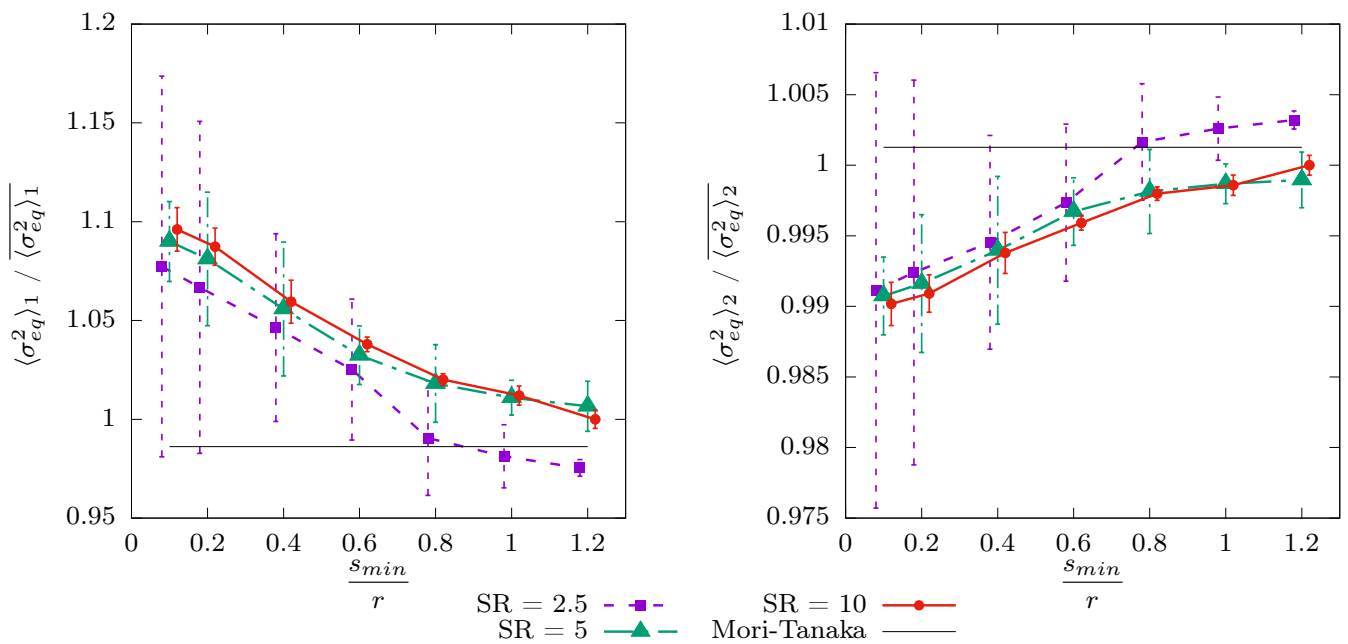 1.2
1.15
1.1
1.05
1
0.95
⟨σ²eq⟩1 / ⟨σ²eq⟩1
0 0.2 0.4 0.6 0.8 1 1.2
smin
r
1.01
1.005
1
0.995
0.99
0.985
0.98
0.975
⟨σ²eq⟩2 / ⟨σ²eq⟩2
0 0.2 0.4 0.6 0.8 1 1.2
smin
r
SR = 2.5
SR = 5
SR = 10
Mori-Tanaka